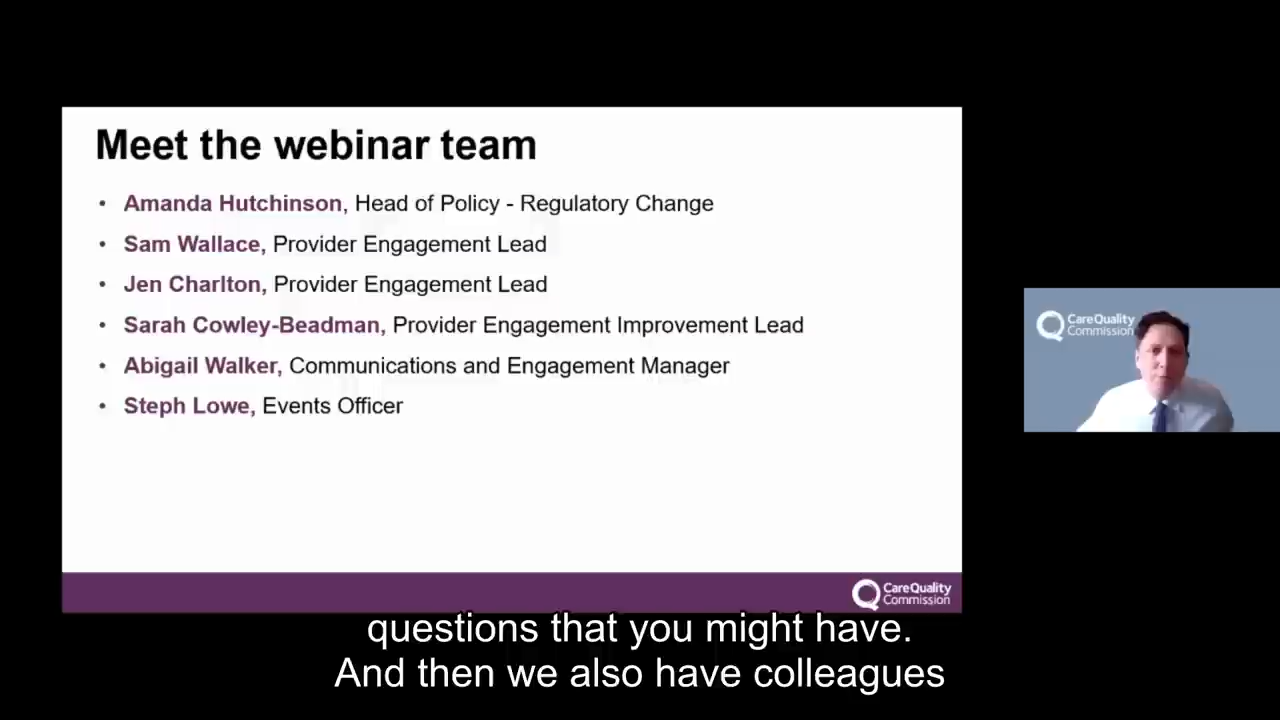 Meet the webinar team
• Amanda Hutchinson, Head of Policy - Regulatory Change
• Sam Wallace, Provider Engagement Lead
• Jen Charlton, Provider Engagement Lead
• Sarah Cowley-Beadman, Provider Engagement Improvement Lead
• Abigail Walker, Communications and Engagement Manager
• Steph Lowe, Events Officer
CareQuality
Commission
CareQuality
Commission
questions that you might have.
And then we also have colleagues